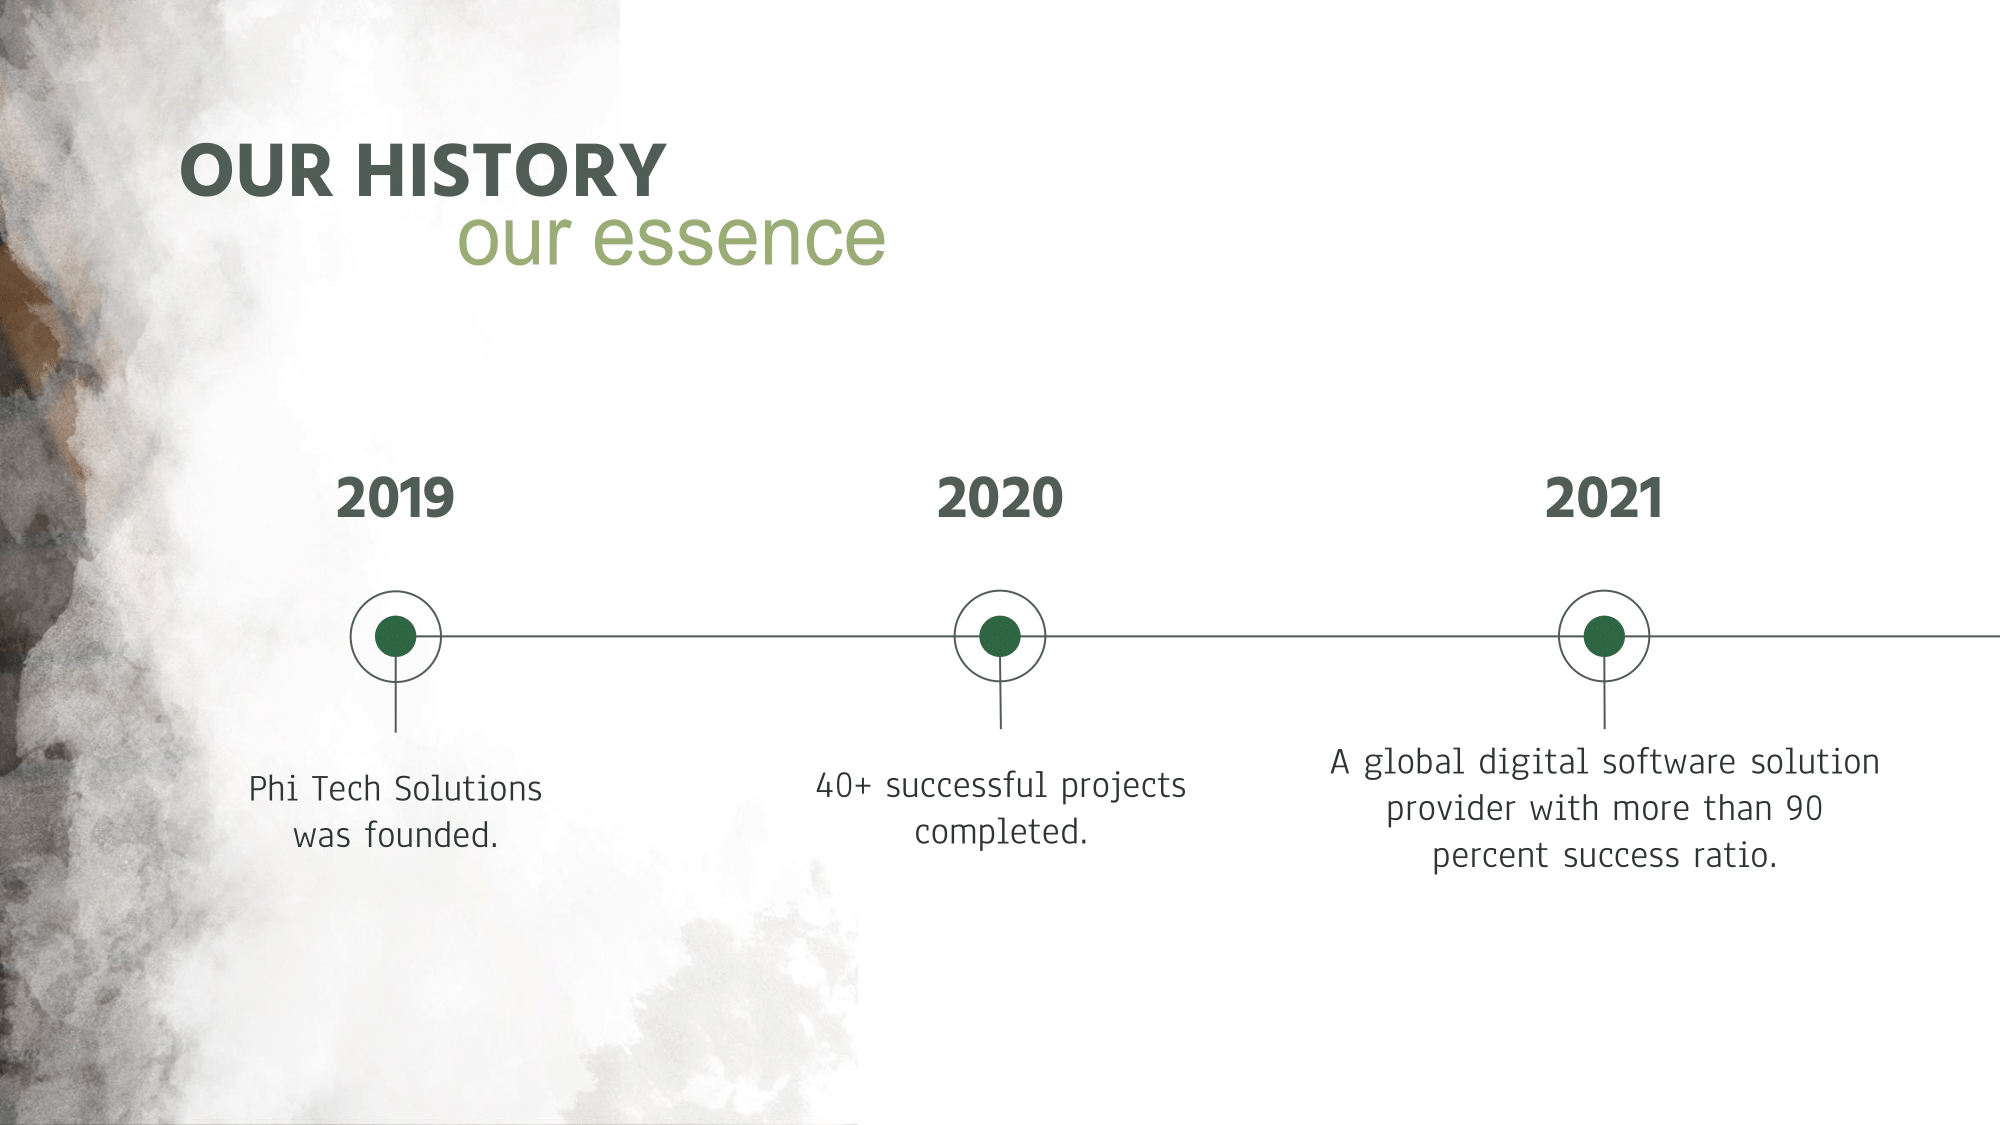 OUR HISTORY
our essence
2019
2020
2021
Phi Tech Solutions
was founded.
40+ successful projects
completed.
A global digital software solution
provider with more than 90
percent success ratio.